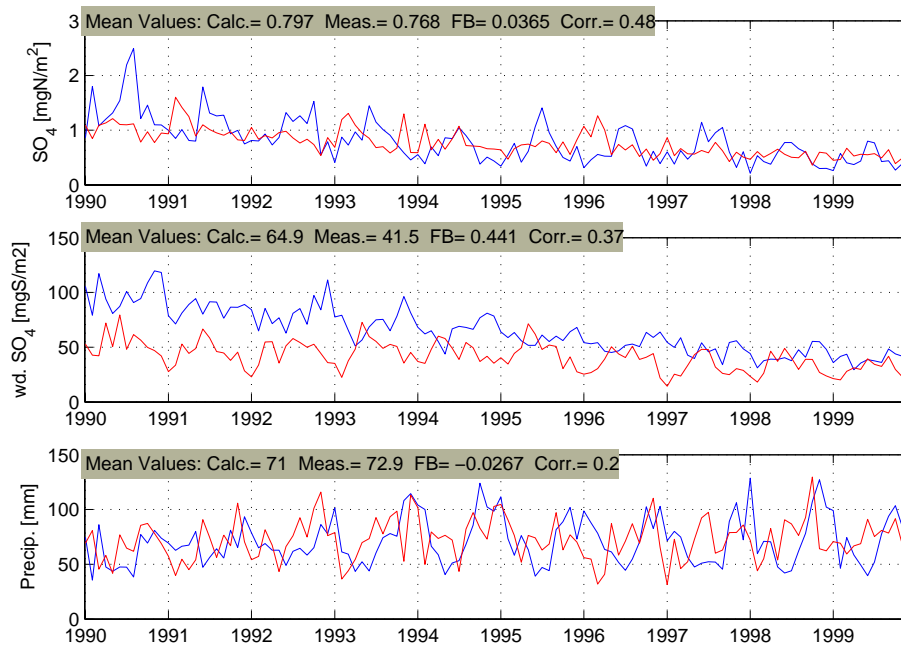 Mean Values: Calc.= 0.797 Meas.= 0.768 FB= 0.0365 Corr.= 0.48
SO4 [mgN/m2]
3
2
1
0
1990 1991 1992 1993 1994 1995 1996 1997 1998 1999
Mean Values: Calc.= 64.9 Meas.= 41.5 FB= 0.441 Corr.= 0.37
wd. SO4 [mgS/m2]
150
100
50
0
1990 1991 1992 1993 1994 1995 1996 1997 1998 1999
Mean Values: Calc.= 71 Meas.= 72.9 FB= −0.0267 Corr.= 0.2
Precip. [mm]
150
100
50
0
1990 1991 1992 1993 1994 1995 1996 1997 1998 1999